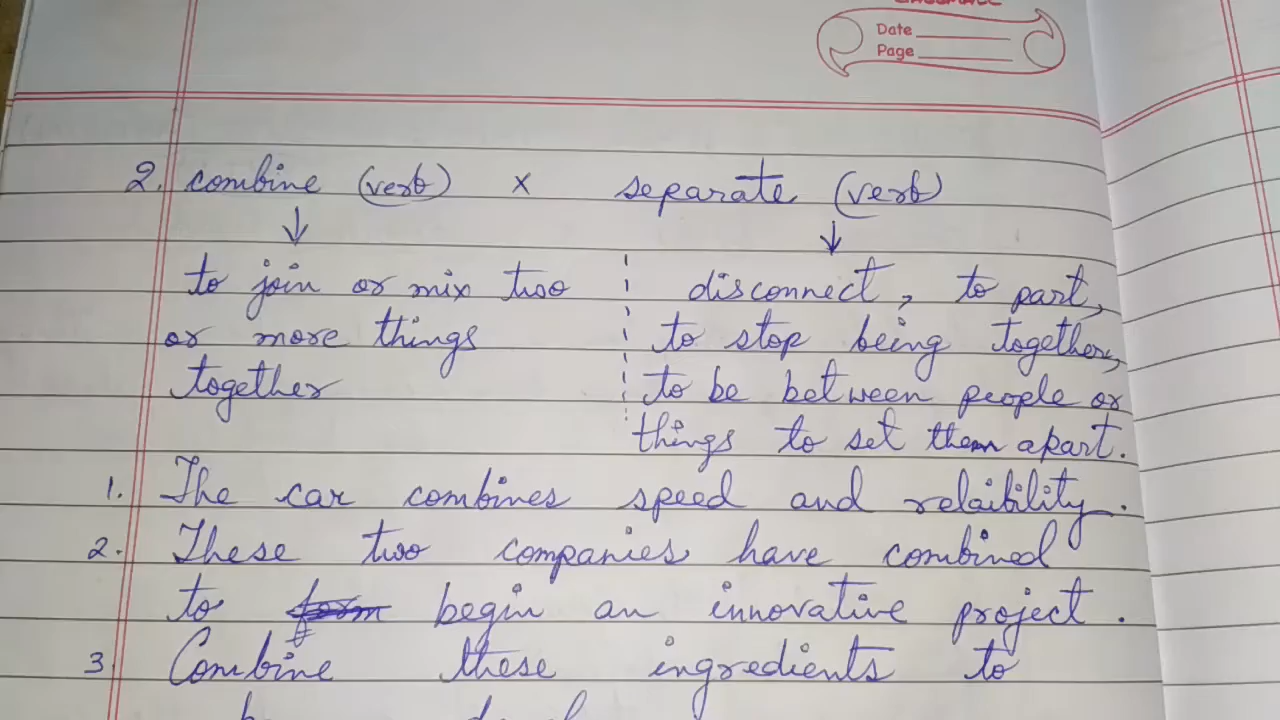 Date
Page
2. combine (verb) x separate (verb)
↓ ↓
to join or mix two disconnect, to part,
or more things to stop being together,
together to be between people or
things to set them apart.
1. The car combines speed and relaibility.
2. These two companies have combined
to form begin an innovative project.
3. Combine these ingredients to